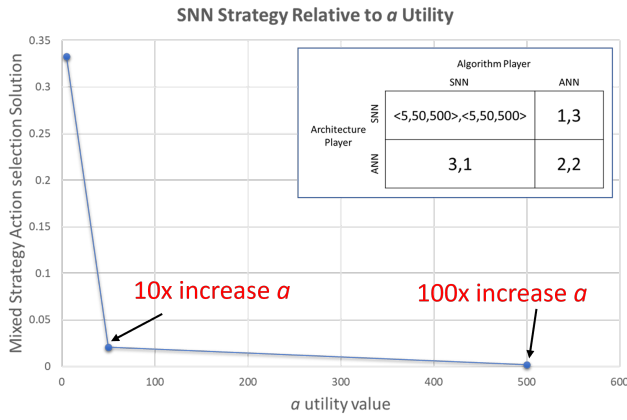 SNN Strategy Relative to a Utility
Mixed Strategy Action selection Solution
0.35
0.3
0.25
0.2
0.15
0.1
0.05
0
0
100
200
300
400
500
600
a utility value
10x increase a
100x increase a
Algorithm Player
SNN
ANN
Architecture
Player
SNN
<5,50,500>,<5,50,500>
1,3
ANN
3,1
2,2